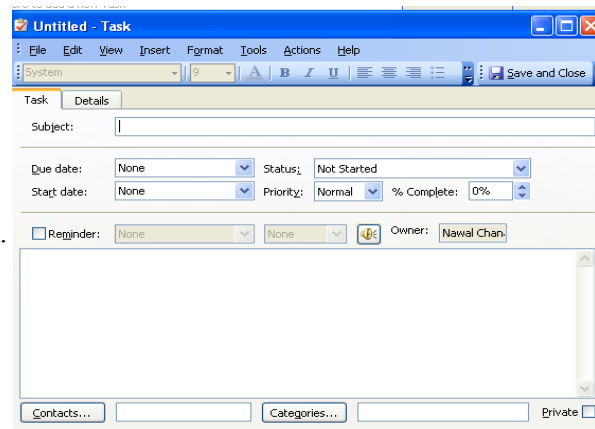 Untitled - Task
File Edit View Insert Format Tools Actions Help
System 9 A B I U Save and Close
Task Details
Subject:
Due date: None Status: Not Started
Start date: None Priority: Normal % Complete: 0%
Reminder: None None Owner: Nawal Chan
Contacts... Categories... Private